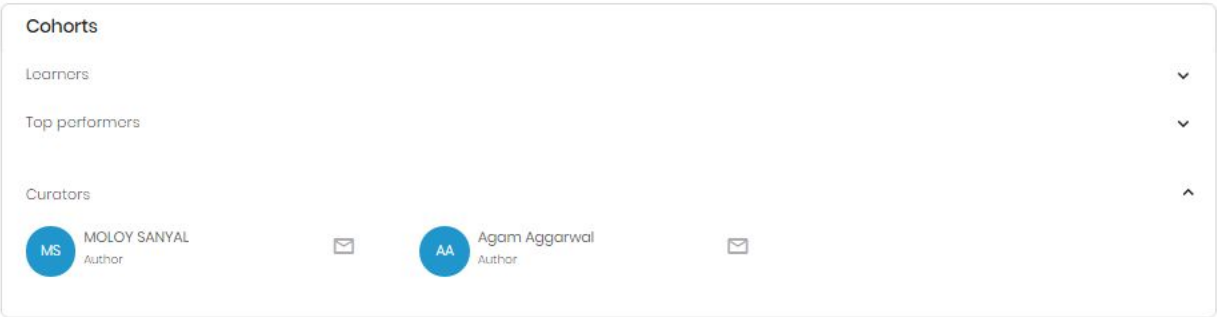 Cohorts
Learners
Top performers
Curators
MS
MOLOY SANYAL
Author
AA
Agam Aggarwal
Author